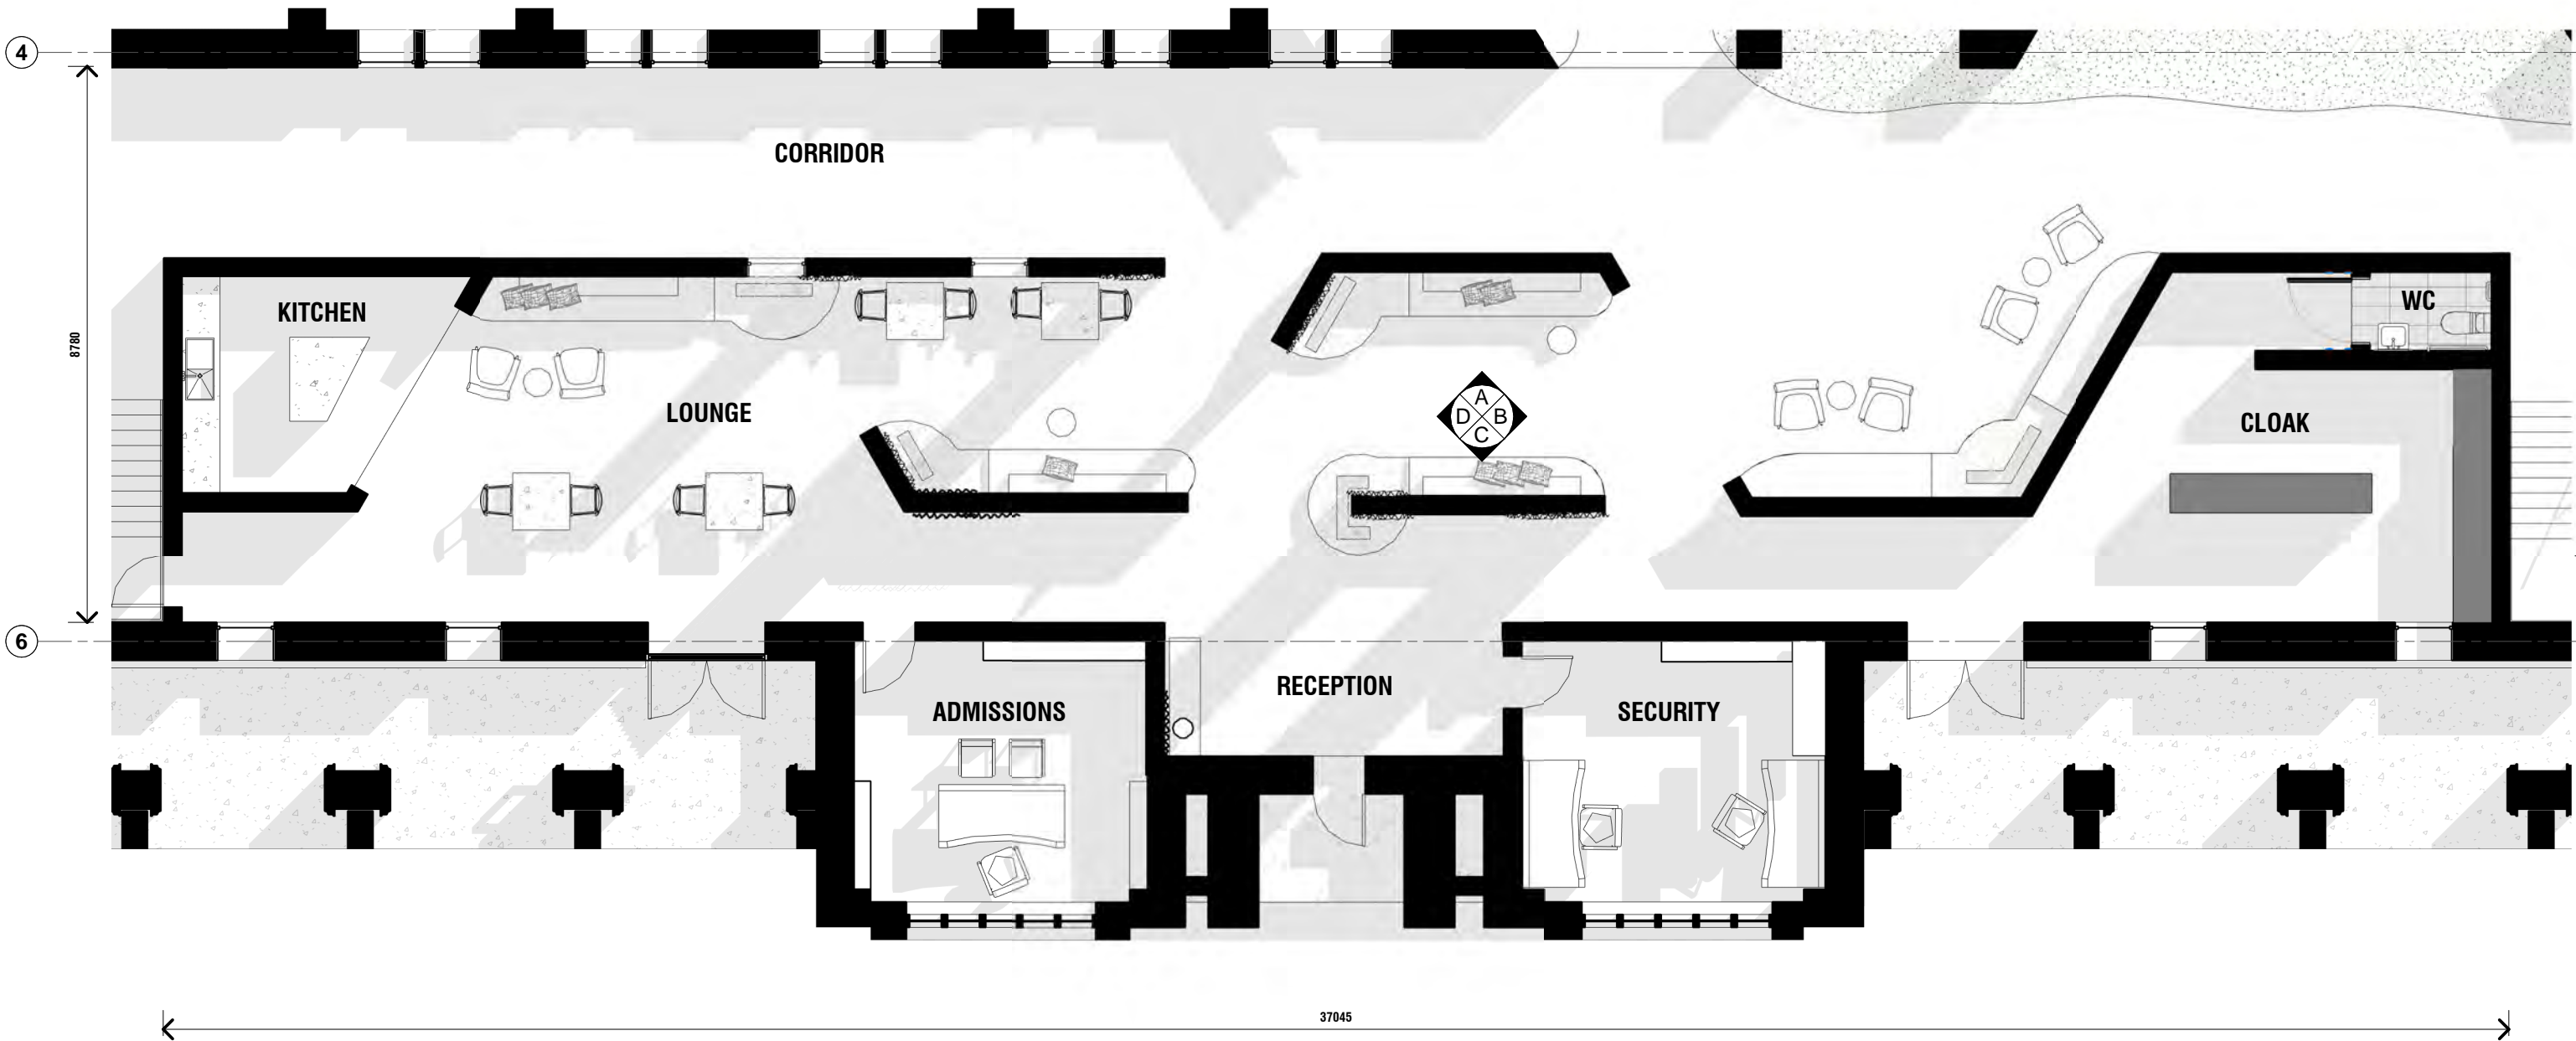 4
CORRIDOR
KITCHEN
WC
8780
LOUNGE
A
D B
C
CLOAK
6
ADMISSIONS
RECEPTION
SECURITY
37045